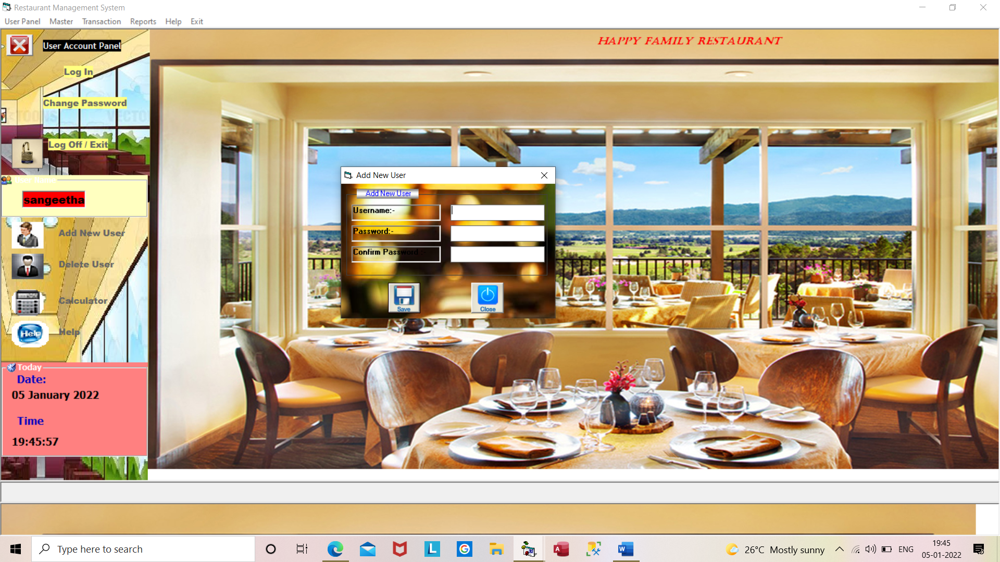 Restaurant Management System
User Panel Master Transaction Reports Help Exit
HAPPY FAMILY RESTAURANT
User Account Panel
Log In
Change Password
Log Off / Exit
User Name
sangeetha
Add New User
Delete User
Calculator
Help
Help
Today
Date:
05 January 2022
Time
19:45:57
Add New User
Add New User
Username:-
Password:-
Confirm Password :-
Save
Close
Type here to search
26°C Mostly sunny
ENG
19:45
05-01-2022